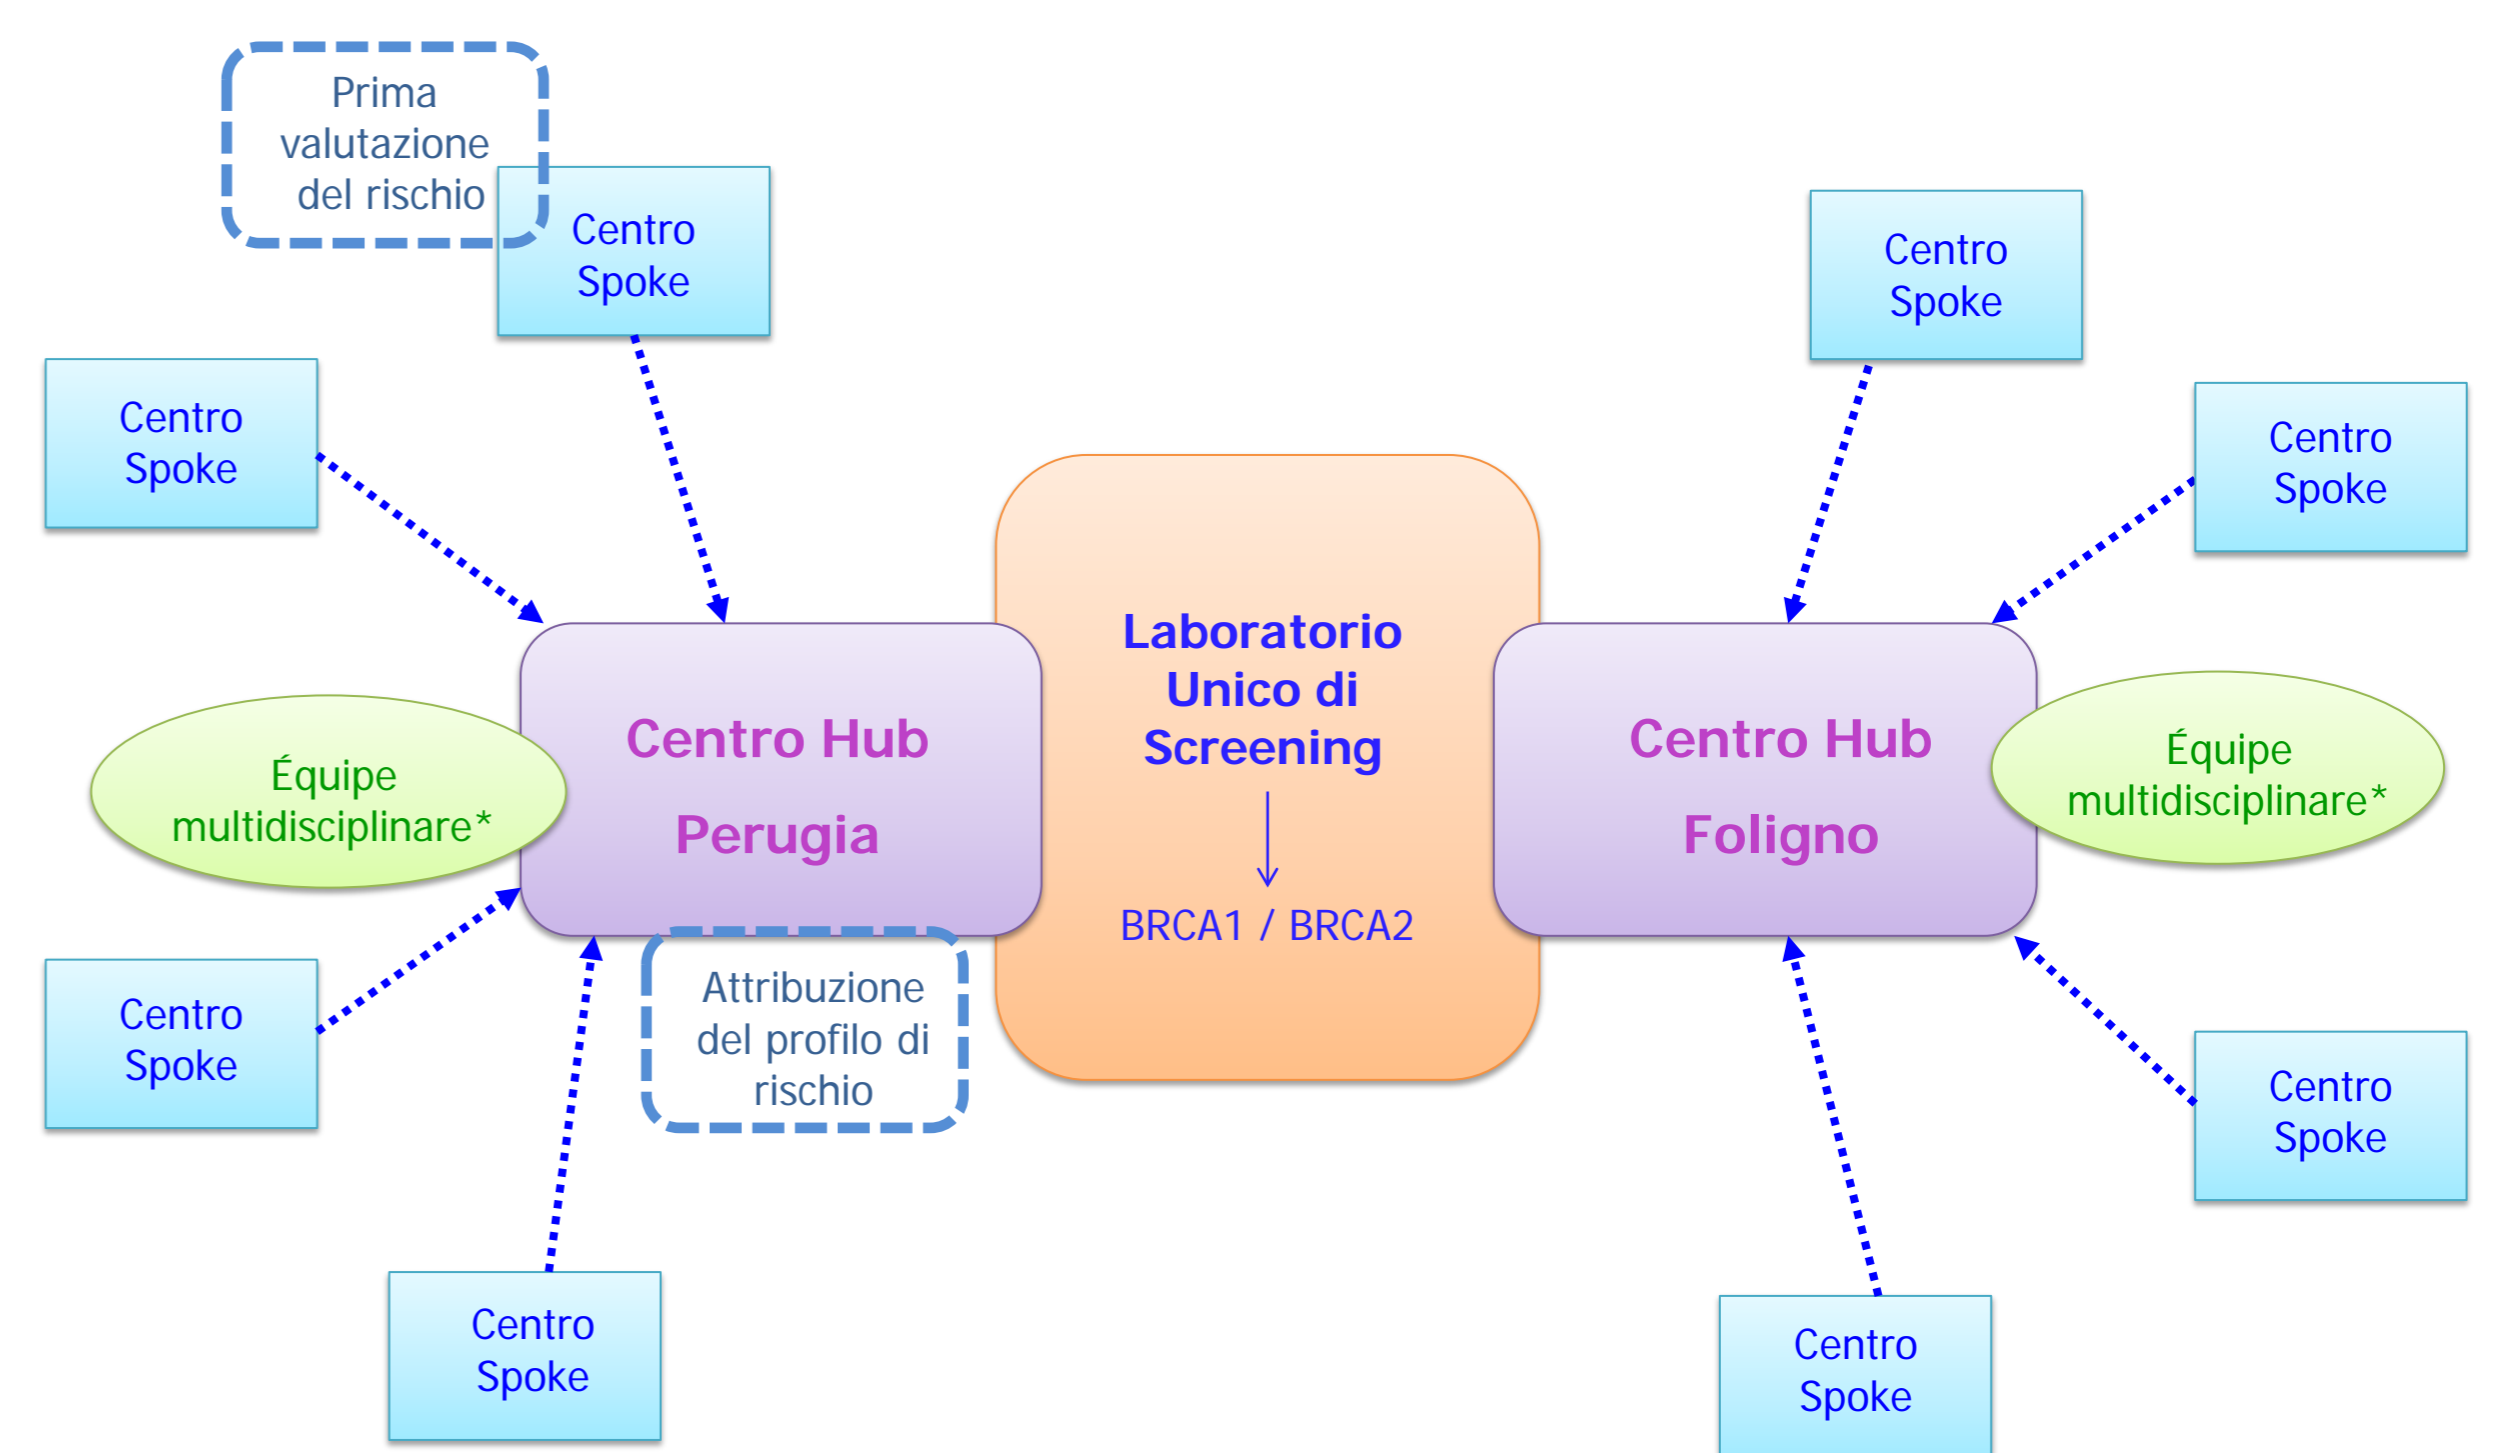 Prima
valutazione
del rischio
Centro
Spoke
Centro
Spoke
Centro
Spoke
Centro
Spoke
Laboratorio
Unico di
Screening
BRCA1 / BRCA2
Centro Hub
Perugia
Centro Hub
Foligno
Équipe
multidisciplinare*
Équipe
multidisciplinare*
Attribuzione
del profilo di
rischio
Centro
Spoke
Centro
Spoke
Centro
Spoke
Centro
Spoke